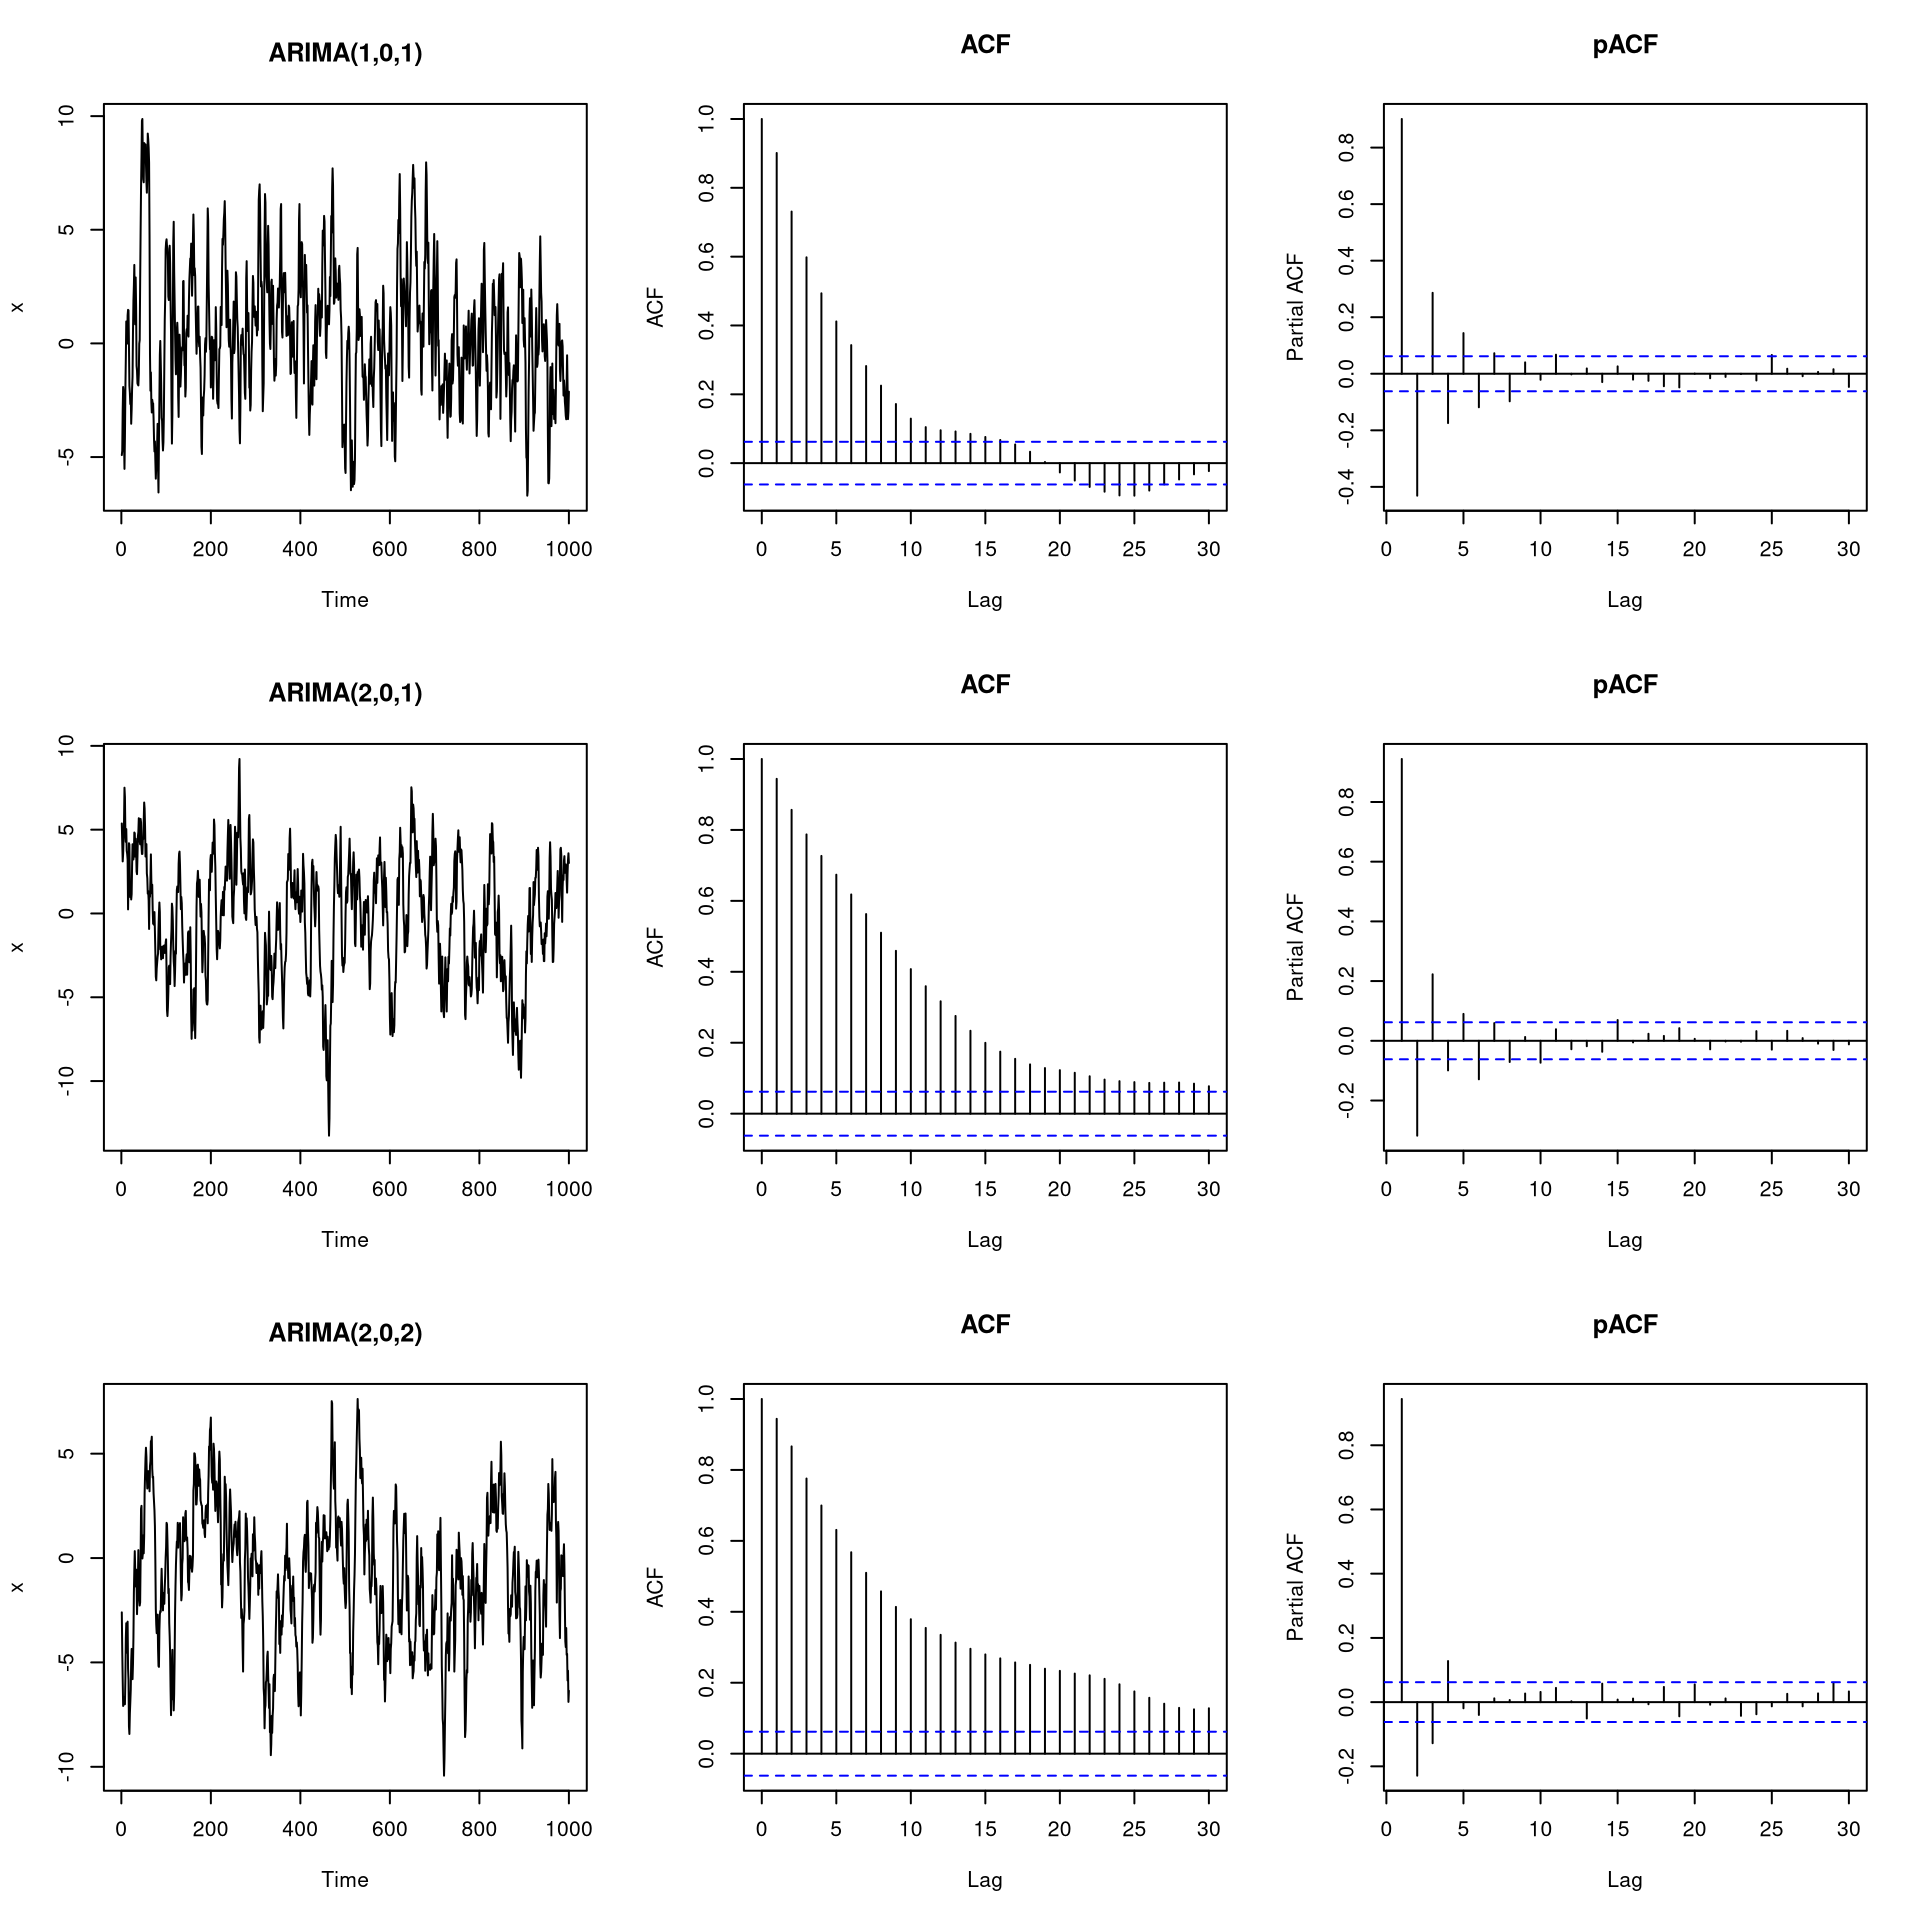 ARIMA(1,0,1)
x
-5 0 5 10
0 200 400 600 800 1000
Time
ACF
ACF
0.0 0.2 0.4 0.6 0.8 1.0
0 5 10 15 20 25 30
Lag
pACF
Partial ACF
-0.4 -0.2 0.0 0.2 0.4 0.6 0.8
0 5 10 15 20 25 30
Lag
ARIMA(2,0,1)
x
-10 -5 0 5 10
0 200 400 600 800 1000
Time
ACF
ACF
0.0 0.2 0.4 0.6 0.8 1.0
0 5 10 15 20 25 30
Lag
pACF
Partial ACF
-0.2 0.0 0.2 0.4 0.6 0.8
0 5 10 15 20 25 30
Lag
ARIMA(2,0,2)
x
-10 -5 0 5
0 200 400 600 800 1000
Time
ACF
ACF
0.0 0.2 0.4 0.6 0.8 1.0
0 5 10 15 20 25 30
Lag
pACF
Partial ACF
-0.2 0.0 0.2 0.4 0.6 0.8
0 5 10 15 20 25 30
Lag